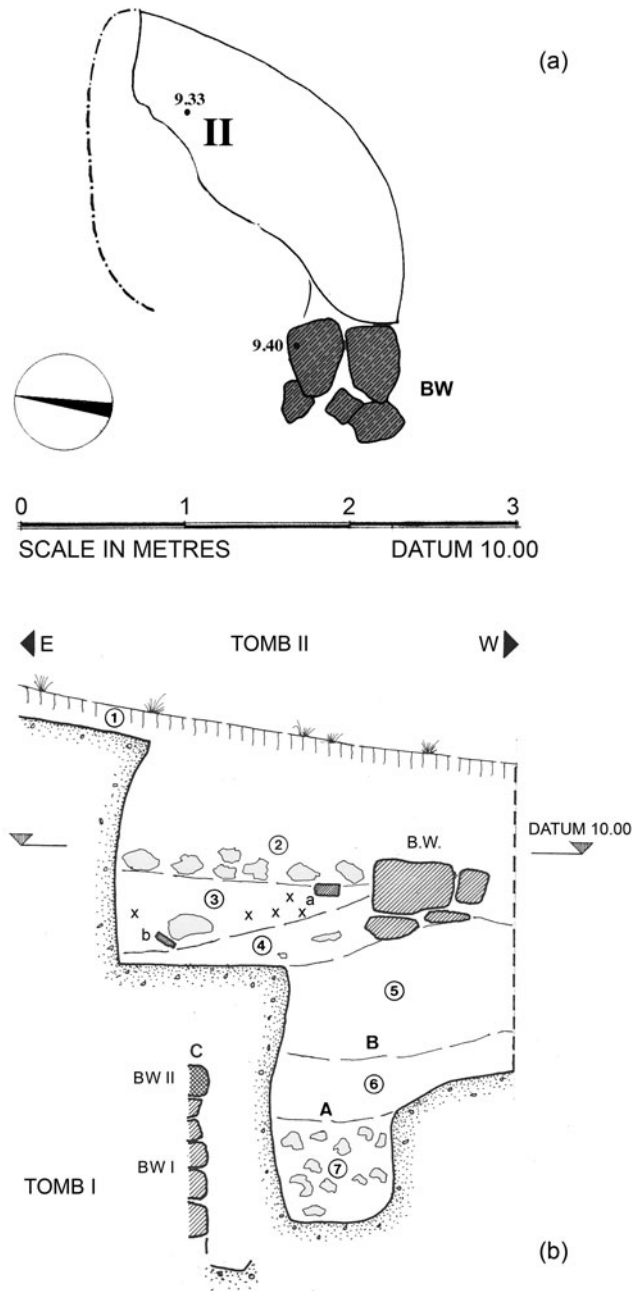 (a)
9.33
II
9.40
BW
0 1 2 3
SCALE IN METRES DATUM 10.00
E TOMB II W
1
DATUM 10.00
2
B.W.
3
x a
x x x x
b
4
5
B
C
6
BW II
A
BW I
7
TOMB I
(b)